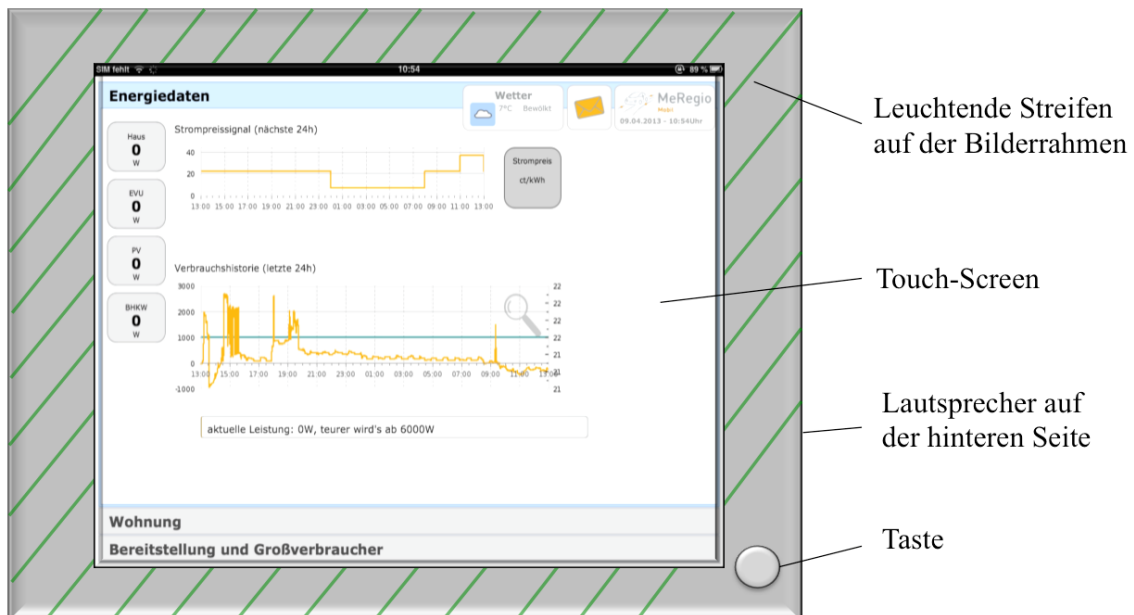 SIM fehlt
10:54
89 %
Energiedaten
Wetter
7°C Bewölkt
MeRegio
Mobil
09.04.2013 - 10:54Uhr
Haus
0
W
EVU
0
W
PV
0
W
BHKW
0
W
Strompreissignal (nächste 24h)
40
20
0
13:00 15:00 17:00 19:00 21:00 23:00 01:00 03:00 05:00 07:00 09:00 11:00 13:00
Strompreis
ct/kWh
Verbrauchshistorie (letzte 24h)
3000
2000
1000
0
-1000
13:00 15:00 17:00 19:00 21:00 23:00 01:00 03:00 05:00 07:00 09:00 11:00
22
22
22
22
21
21
21
aktuelle Leistung: 0W, teurer wird's ab 6000W
Wohnung
Bereitstellung und Großverbraucher
Leuchtende Streifen
auf der Bilderrahmen
Touch-Screen
Lautsprecher auf
der hinteren Seite
Taste